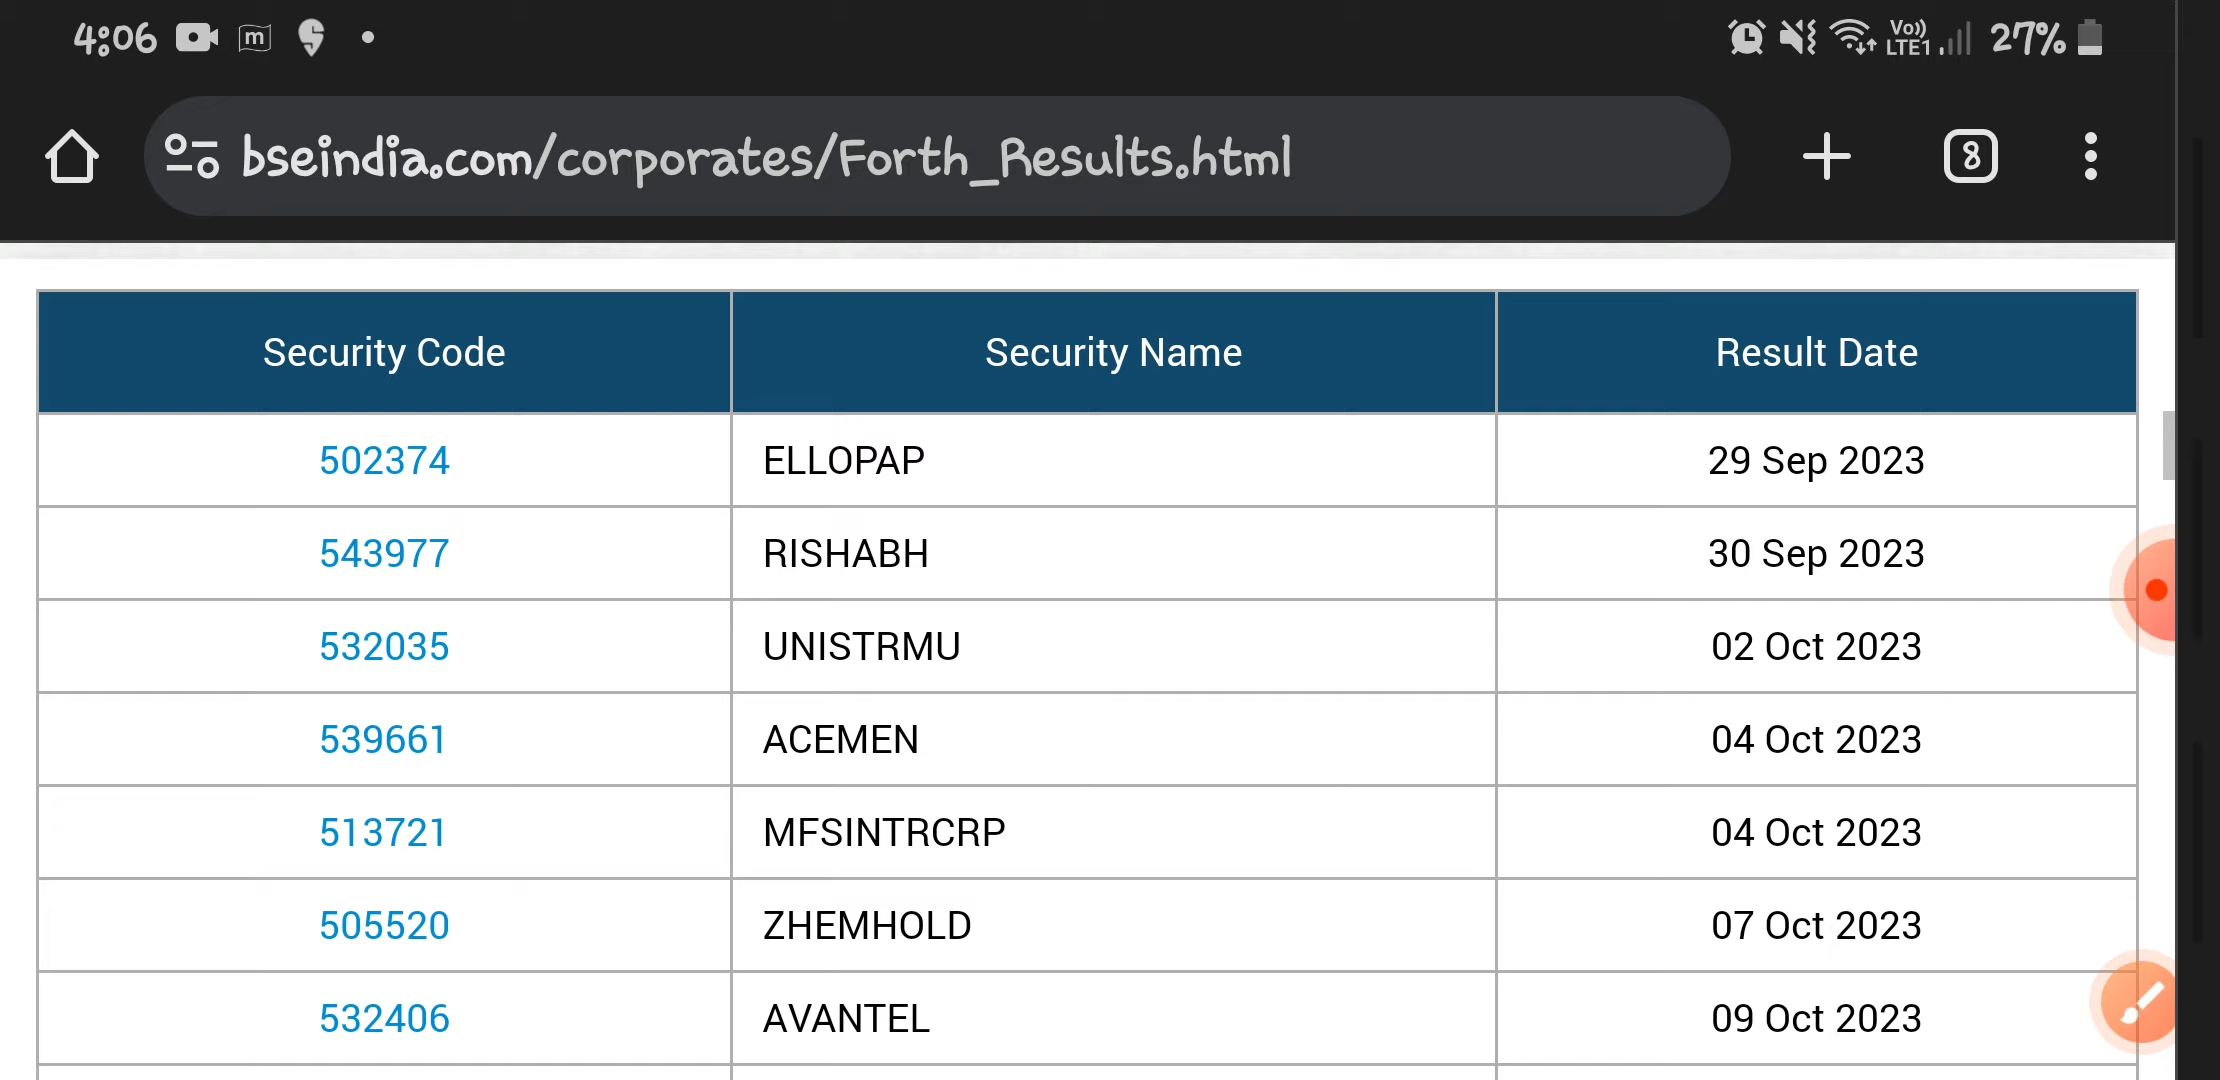 4:06 m Vo)) LTE1 27%
bseindia.com/corporates/Forth_Results.html 8
Security Code Security Name Result Date
502374 ELLOPAP 29 Sep 2023
543977 RISHABH 30 Sep 2023
532035 UNISTRMU 02 Oct 2023
539661 ACEMEN 04 Oct 2023
513721 MFSINTRCRP 04 Oct 2023
505520 ZHEMHOLD 07 Oct 2023
532406 AVANTEL 09 Oct 2023